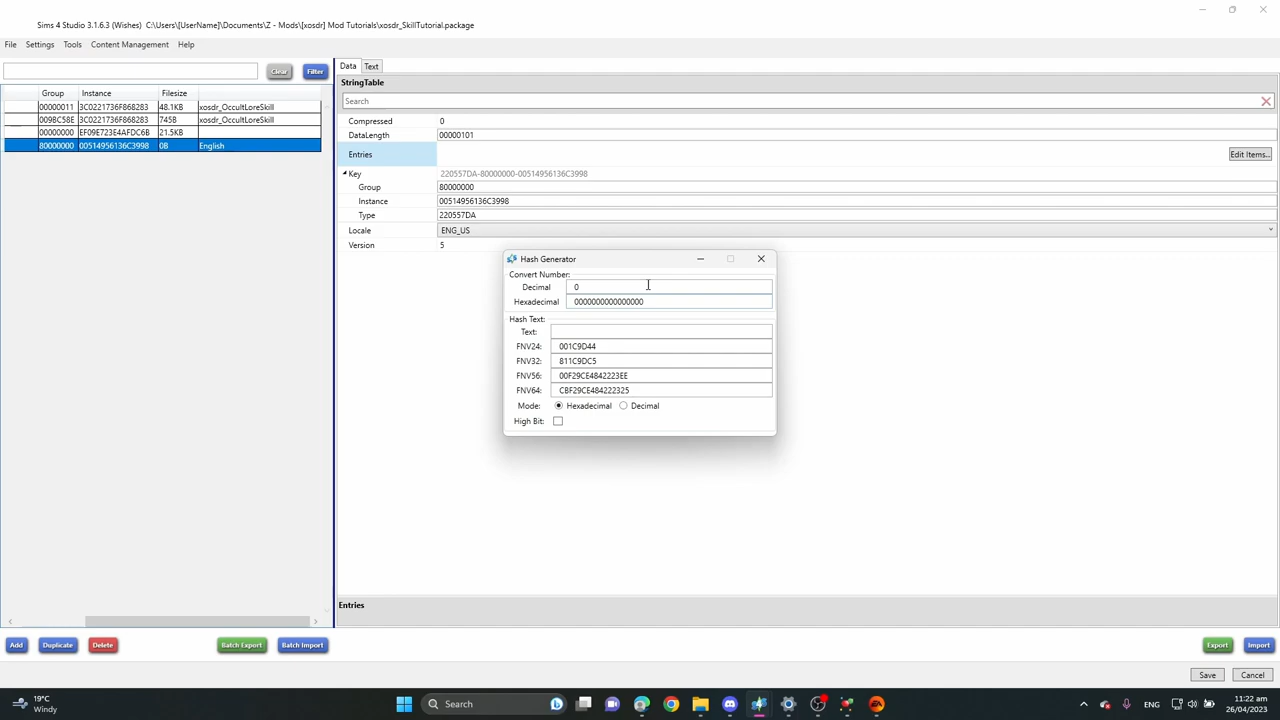 Sims 4 Studio 3.1.6.3 (Wishes)  C:\Users\[UserName]\Documents\Z - Mods\[xosdr] Mod Tutorials\xosdr_SkillTutorial.package
File Settings Tools Content Management Help
Clear Filter
Data Text
StringTable
Group Instance Filesize
Search
00000011 3C0221736F868283 48.1KB xosdr_OccultLoreSkill
009BC58E 3C0221736F868283 745B xosdr_OccultLoreSkill
00000000 EF09E723E4AFDC6B 21.5KB
80000000 00514956136C3998 0B English
Compressed 0
DataLength 00000101
Entries Edit Items...
Key 220557DA-80000000-00514956136C3998
Group 80000000
Instance 00514956136C3998
Type 220557DA
Locale ENG_US
Version 5
Hash Generator
Convert Number:
Decimal 0
Hexadecimal 0000000000000000
Hash Text:
Text:
FNV24: 001C9D44
FNV32: 811C9DC5
FNV56: 00F29CE4842223EE
FNV64: CBF29CE484222325
Mode: Hexadecimal Decimal
High Bit:
Entries
Add Duplicate Delete Batch Export Batch Import Export Import
Save Cancel
19°C
Windy
Search
ENG
11:22 am
26/04/2023